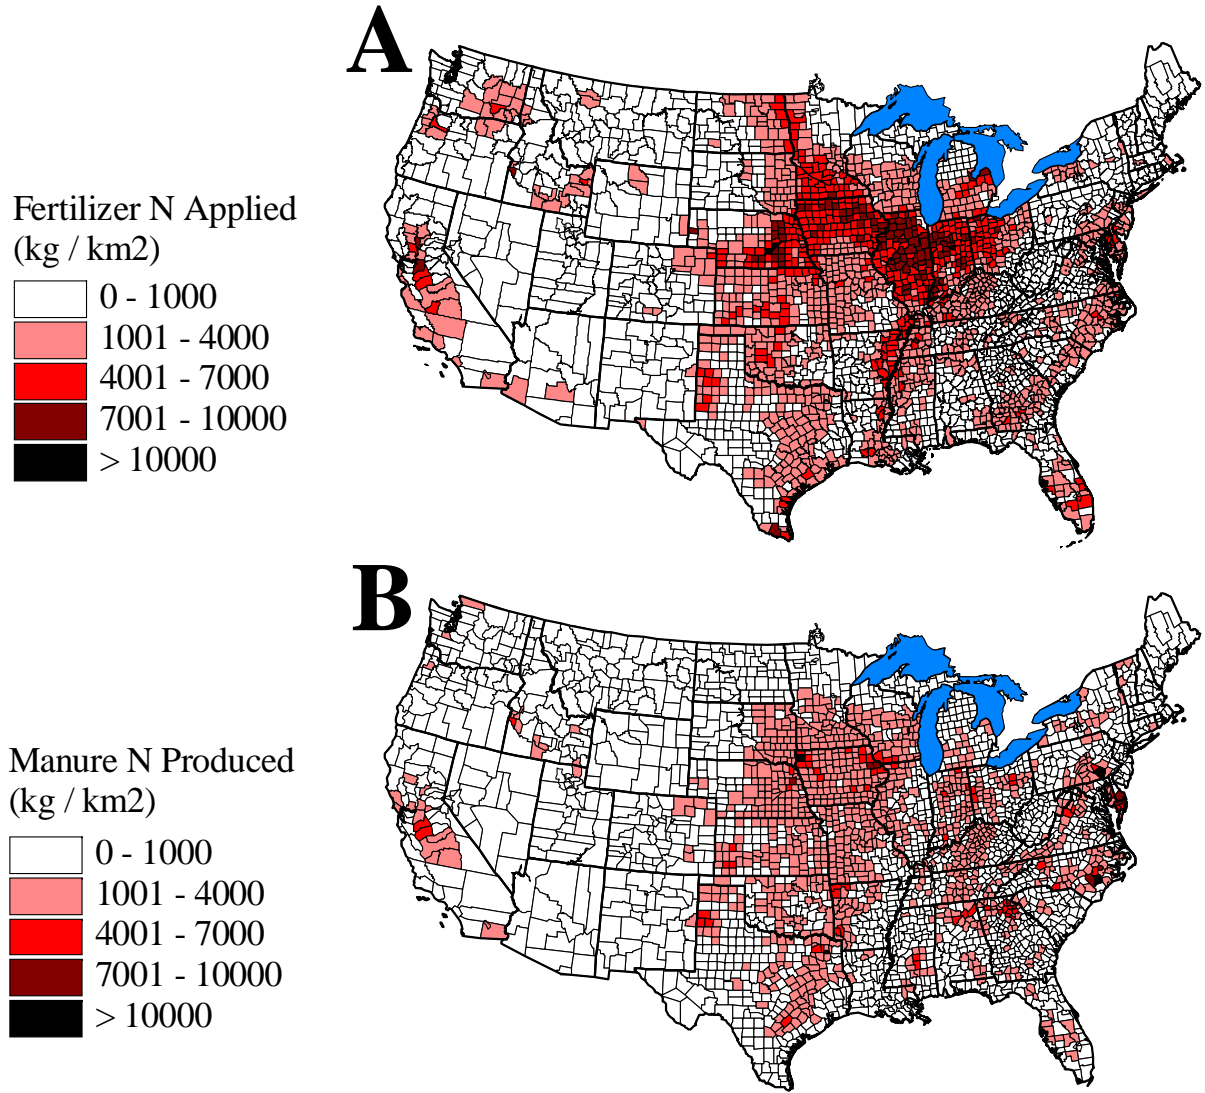 A
Fertilizer N Applied
(kg / km2)
0 - 1000
1001 - 4000
4001 - 7000
7001 - 10000
> 10000
B
Manure N Produced
(kg / km2)
0 - 1000
1001 - 4000
4001 - 7000
7001 - 10000
> 10000